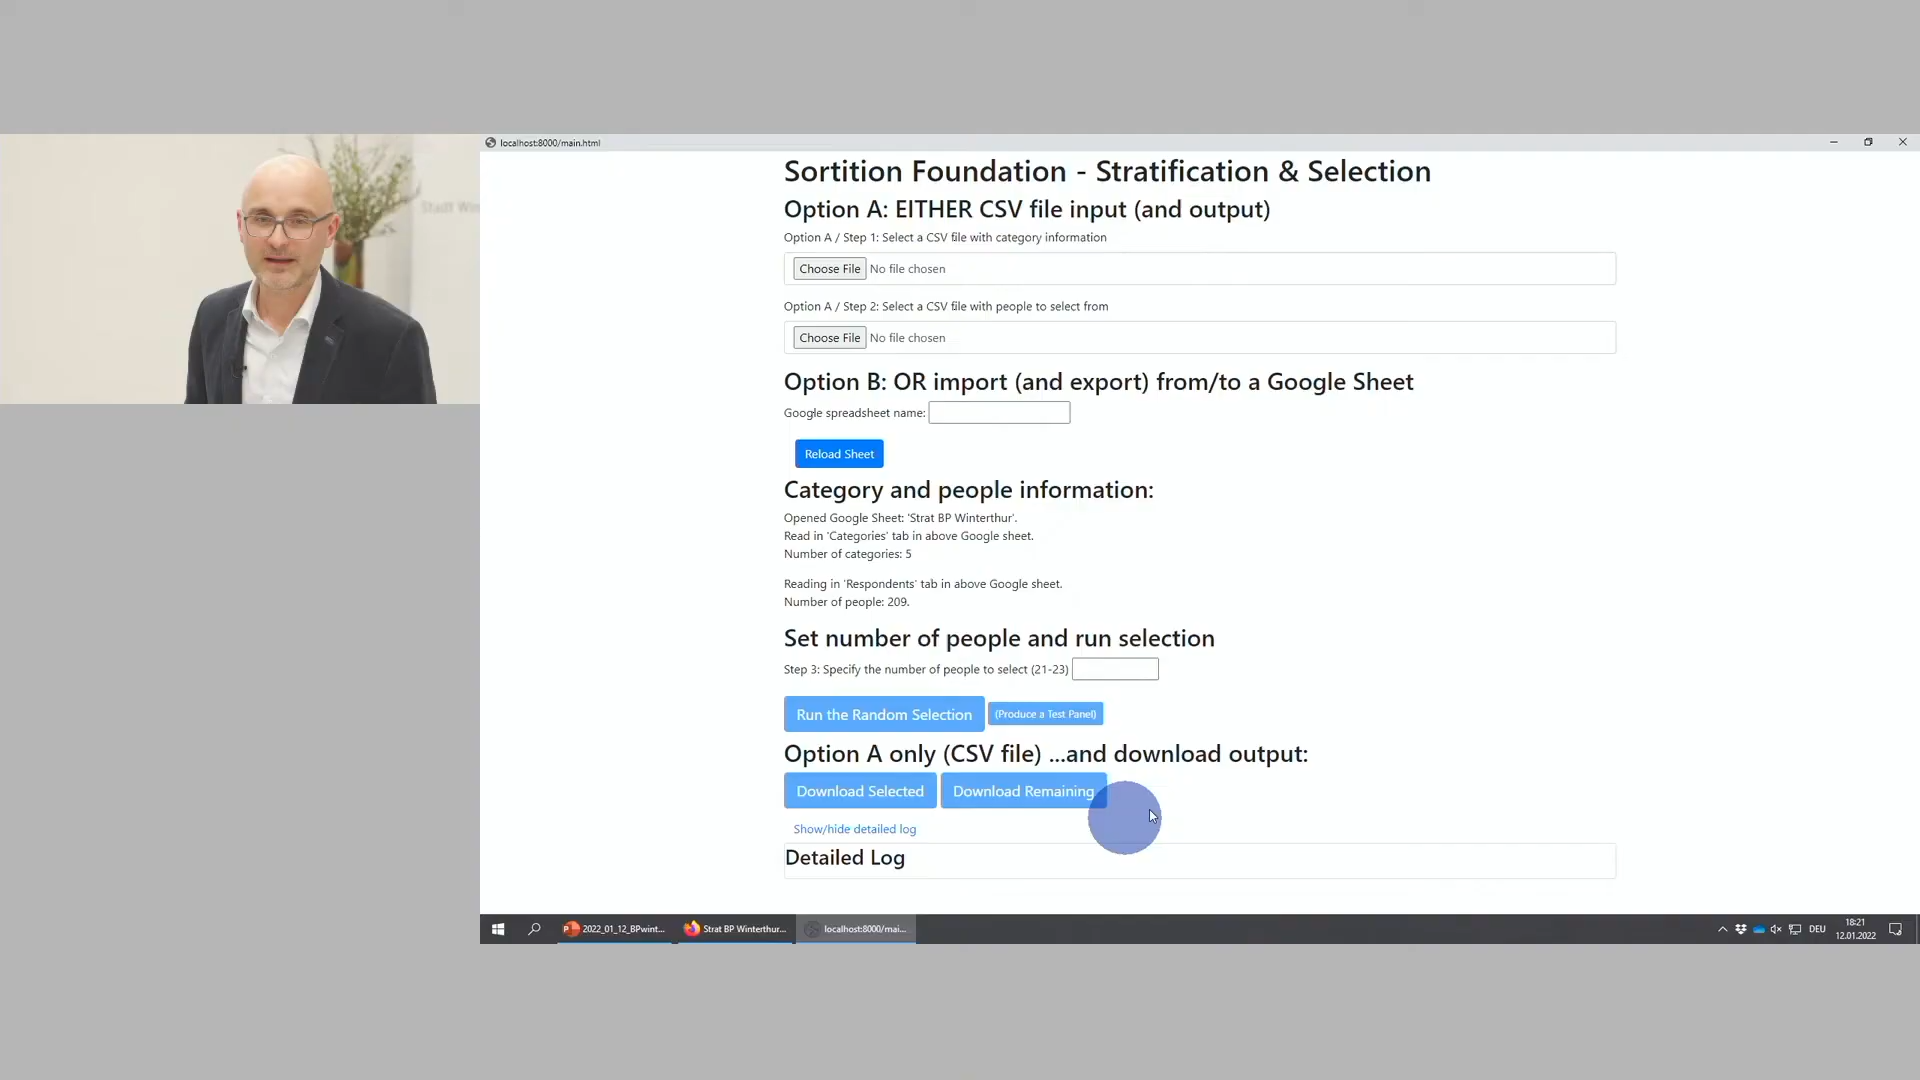 Stadt Win
localhost:8000/main.html
Sortition Foundation - Stratification & Selection
Option A: EITHER CSV file input (and output)
Option A / Step 1: Select a CSV file with category information
Choose File No file chosen
Option A / Step 2: Select a CSV file with people to select from
Choose File No file chosen
Option B: OR import (and export) from/to a Google Sheet
Google spreadsheet name:
Reload Sheet
Category and people information:
Opened Google Sheet: 'Strat BP Winterthur'.
Read in 'Categories' tab in above Google sheet.
Number of categories: 5
Reading in 'Respondents' tab in above Google sheet.
Number of people: 209.
Set number of people and run selection
Step 3: Specify the number of people to select (21-23)
Run the Random Selection (Produce a Test Panel)
Option A only (CSV file) ...and download output:
Download Selected Download Remaining
Show/hide detailed log
Detailed Log
2022_01_12_BPwint... Strat BP Winterthur... localhost:8000/mai... DEU 18:21
12.01.2022